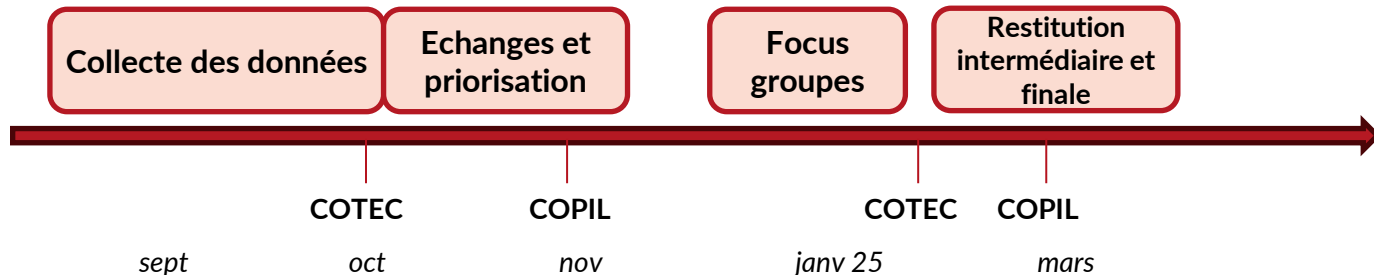 Collecte des données
Echanges et
priorisation
Focus
groupes
Restitution
intermédiaire et
finale
COTEC
COPIL
COTEC
COPIL
sept
oct
nov
janv 25
mars